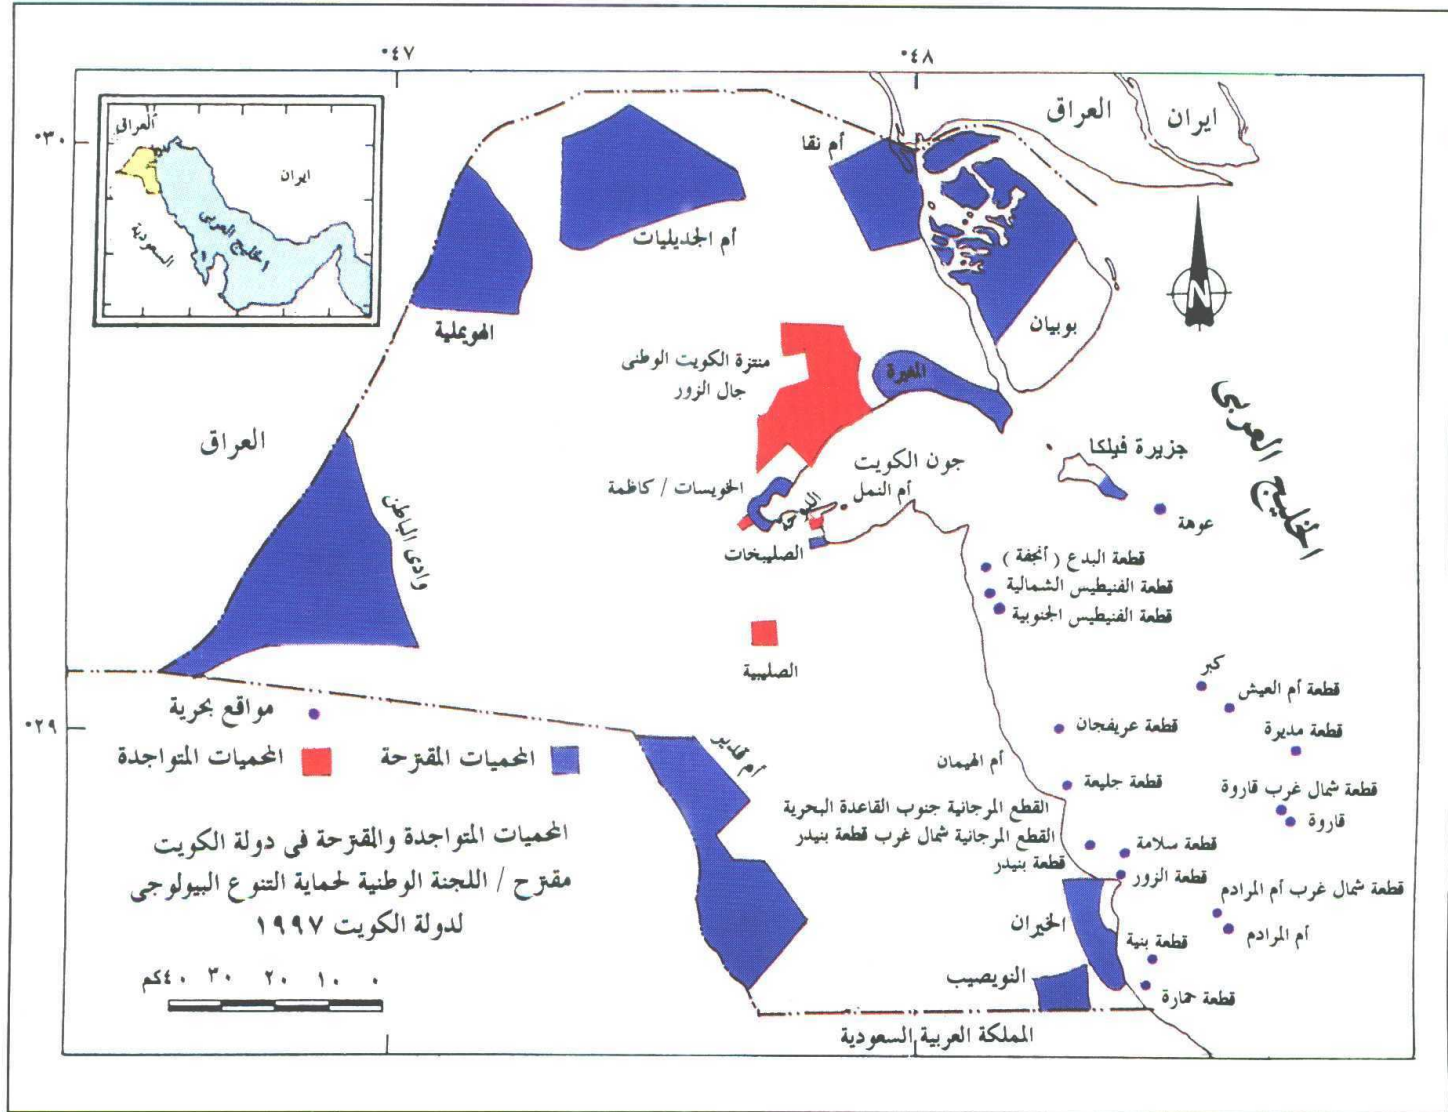 °٤٧
°٤٨
°٣٠
°٢٩
العراق
ايران
السعودية
الخليج العربى
العراق
ايران
أم نقا
أم الجديليات
الهويملية
بوبيان
N
منتزة الكويت الوطنى
جال الزور
المغيرة
العراق
الخليج العربى
جزيرة فيلكا
جون الكويت
أم النمل
الخويسات / كاظمة
الدوحة
عوهة
وادى الباطن
الصليبخات
قطعة البدع ( أنجفة )
قطعة الفنيطيس الشمالية
قطعة الفنيطيس الجنوبية
الصليبية
كبر
قطعة أم العيش
قطعة عريفجان
قطعة مديرة
مواقع بحرية
المحميات المقترحة
المحميات المتواجدة
أم قدير
أم الهيمان
قطعة جليعة
قطعة شمال غرب قاروة
قاروة
القطع المرجانية جنوب القاعدة البحرية
القطع المرجانية شمال غرب قطعة بنيدر
قطعة بنيدر
قطعة سلامة
قطعة الزور
قطعة شمال غرب أم المرادم
أم المرادم
الخيران
قطعة بنية
النويصيب
قطعة حمارة
المحميات المتواجدة والمقترحة فى دولة الكويت
مقترح / اللجنة الوطنية لحماية التنوع البيولوجى
لدولة الكويت ١٩٩٧
٠ ١٠ ٢٠ ٣٠ ٤٠كم
المملكة العربية السعودية